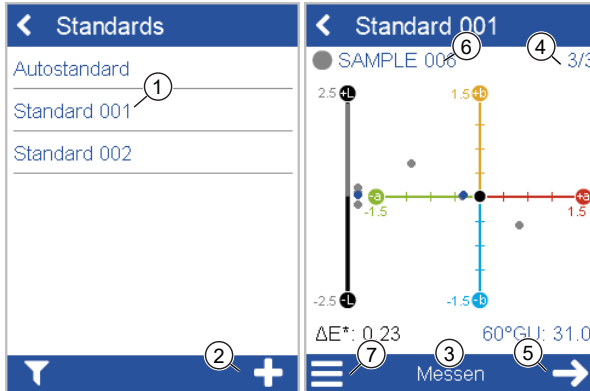 Standards
Autostandard
1
Standard 001
Standard 002
2
Standard 001
SAMPLE 006
6
4
3/3
2.5 +L
1.5 +b
+a
-1.5
+a
1.5
-2.5 -L
-1.5 -b
ΔE*: 0.23
60°GU: 31.0
7
Messen
3
5